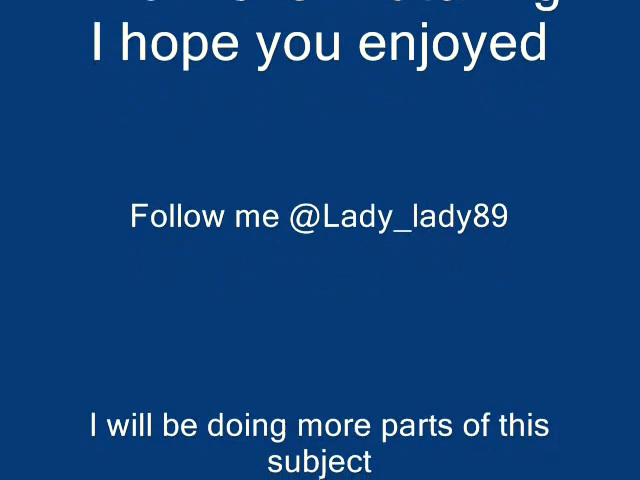 I hope you enjoyed
Follow me @Lady_lady89
I will be doing more parts of this
subject